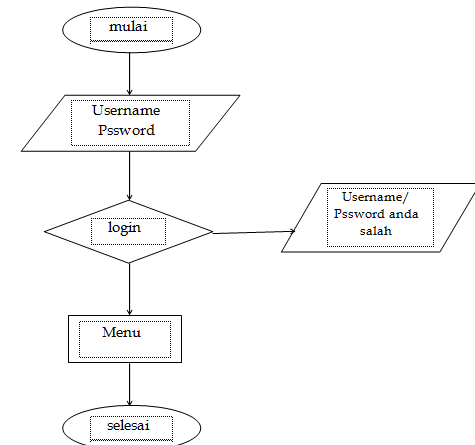 mulai
Username
Pssword
login
Username/
Pssword anda
salah
Menu
selesai